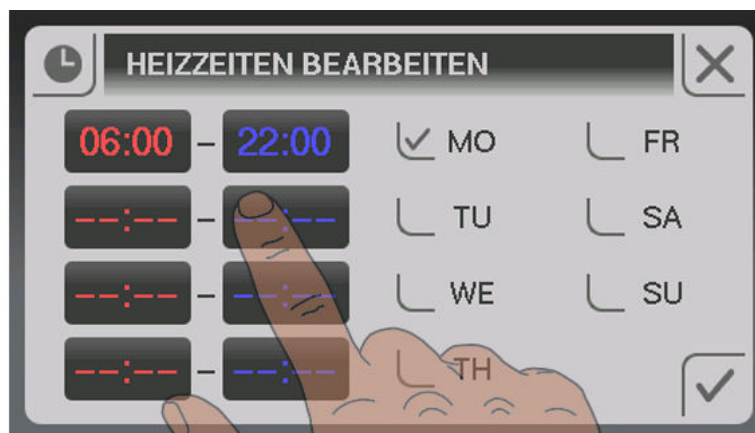 HEIZZEITEN BEARBEITEN
06:00 – 22:00 MO FR
--:-- – --:-- TU SA
--:-- – --:-- WE SU
--:-- – --:-- TH